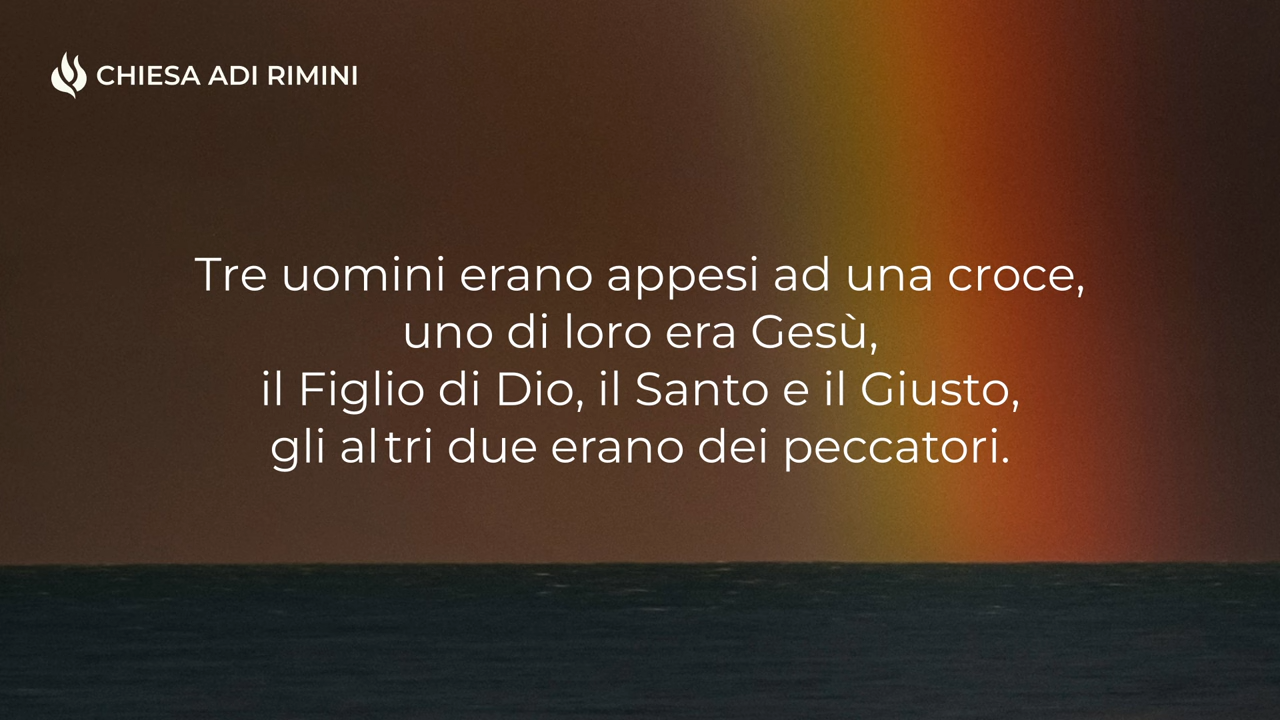 CHIESA ADI RIMINI
Tre uomini erano appesi ad una croce,
uno di loro era Gesù,
il Figlio di Dio, il Santo e il Giusto,
gli altri due erano dei peccatori.